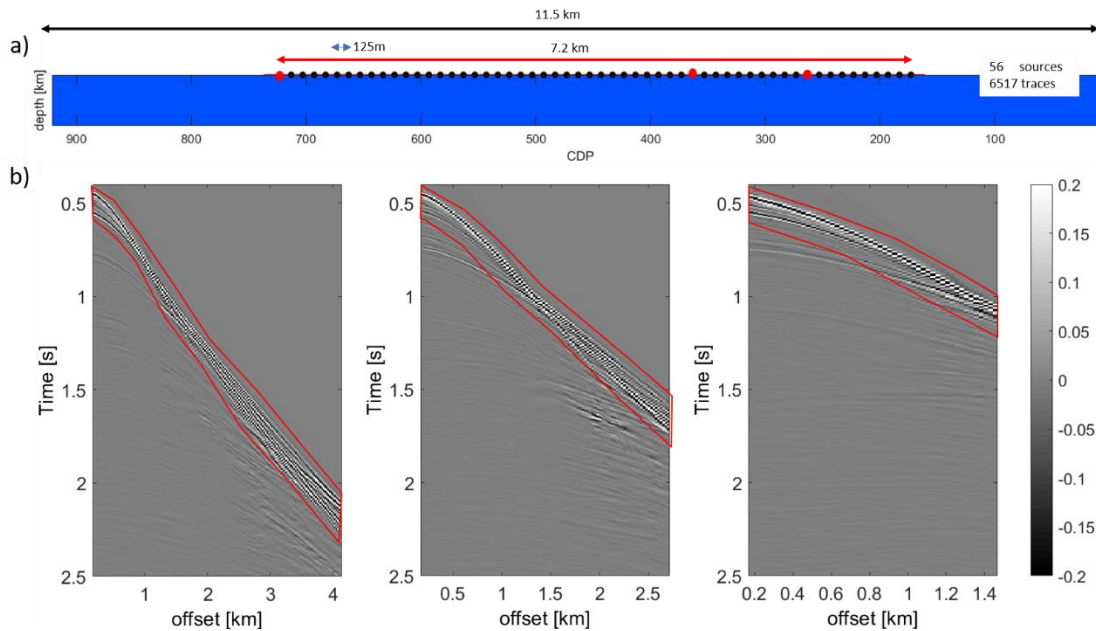 11.5 km
a)
125m
7.2 km
56 sources
6517 traces
depth [km]
900 800 700 600 500 400 300 200 100
CDP
b)
0.5
1
1.5
2
2.5
Time [s]
1 2 3 4
offset [km]
0.5
1
1.5
2
2.5
Time [s]
0.5 1 1.5 2 2.5
offset [km]
0.5
1
1.5
2
2.5
Time [s]
0.2 0.4 0.6 0.8 1 1.2 1.4
offset [km]
0.2
0.15
0.1
0.05
0
-0.05
-0.1
-0.15
-0.2